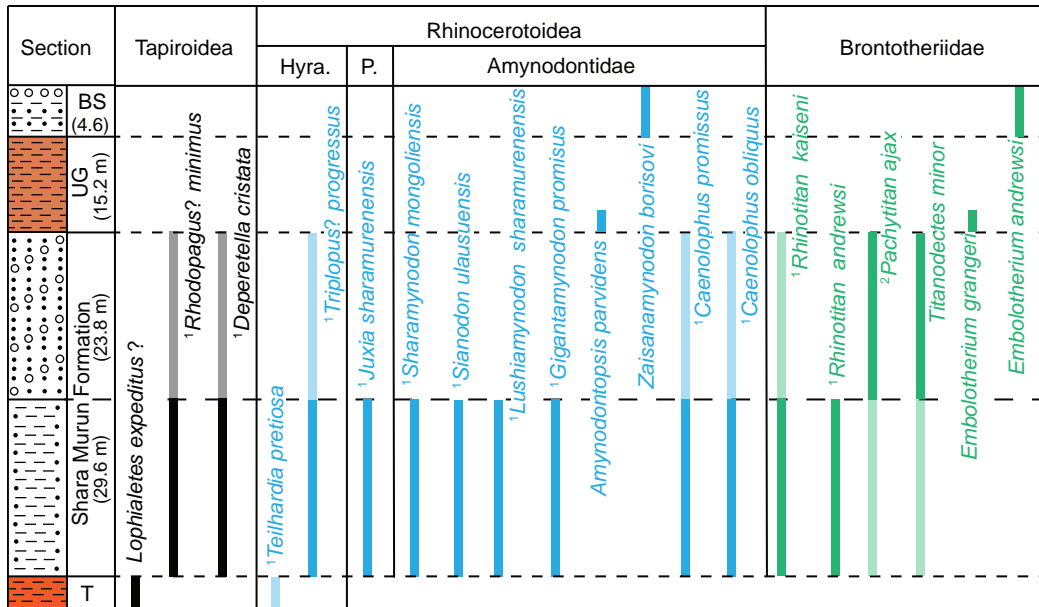 Section
Tapiroidea
Rhinocerotoidea
Brontotheriidae
Hyra.
P.
Amynodontidae
BS
(4.6)
UG
(15.2 m)
Shara Murun Formation
(29.6 m)
(23.8 m)
T
Lophialetes expeditus ?
1Rhodopagus? minimus
1Deperetella cristata
1Teilhardia pretiosa
1Triplopus? progressus
1Juxia sharamurenensis
1Sharamynodon mongoliensis
1Sianodon ulausuensis
1Lushiamynodon sharamurenensis
1Gigantamynodon promisus
Amynodontopsis parvidens
Zaisanamynodon borisovi
1Caenolophus promissus
1Caenolophus obliquus
1Rhinotitan kaiseni
1Rhinotitan andrewsi
2Pachytitan ajax
Titanodectes minor
Embolotherium grangeri
Embolotherium andrewsi